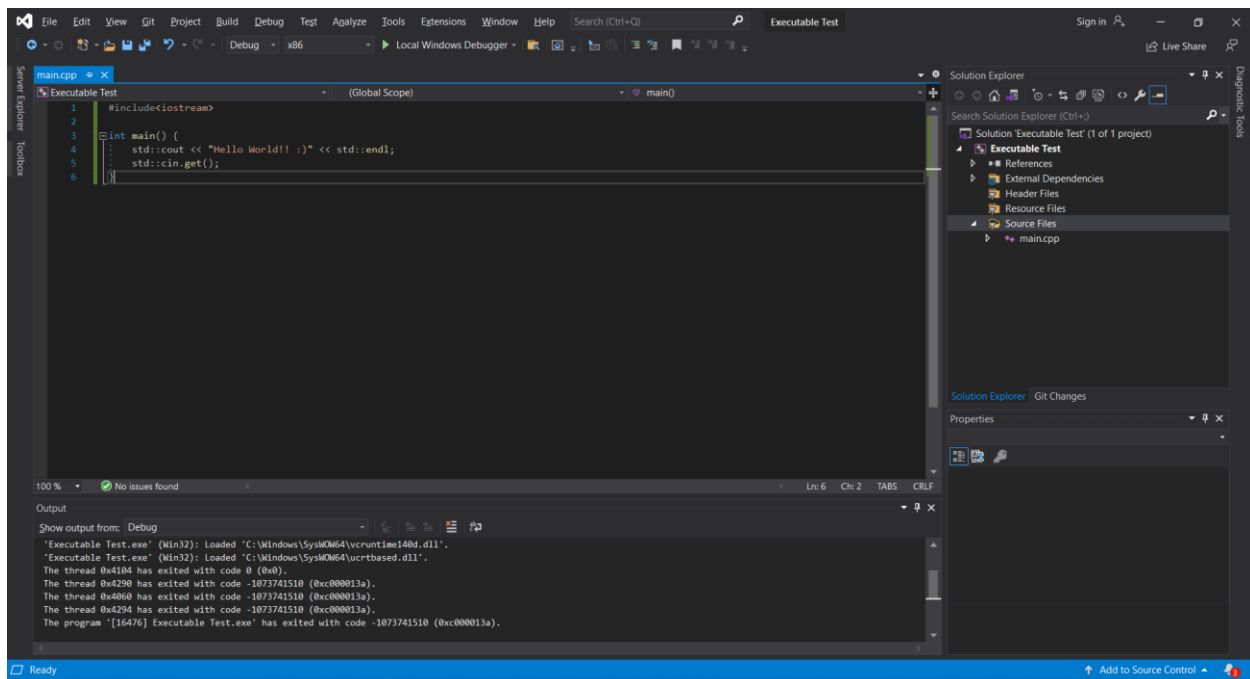 File Edit View Git Project Build Debug Test Analyze Tools Extensions Window Help Search (Ctrl+Q) Executable Test Sign in
Debug x86 Local Windows Debugger Live Share
Server Explorer
Toolbox
main.cpp
Executable Test (Global Scope) main()
1 #include<iostream>
2
3 int main() {
4 std::cout << "Hello World!! :)" << std::endl;
5 std::cin.get();
6 }
100 % No issues found Ln: 6 Ch: 2 TABS CRLF
Output
Show output from: Debug
'Executable Test.exe' (Win32): Loaded 'C:\Windows\SysWOW64\vcruntime140d.dll'.
'Executable Test.exe' (Win32): Loaded 'C:\Windows\SysWOW64\ucrtbased.dll'.
The thread 0x4104 has exited with code 0 (0x0).
The thread 0x4290 has exited with code -1073741510 (0xc000013a).
The thread 0x4060 has exited with code -1073741510 (0xc000013a).
The thread 0x4294 has exited with code -1073741510 (0xc000013a).
The program '[16476] Executable Test.exe' has exited with code -1073741510 (0xc000013a).
Solution Explorer
Search Solution Explorer (Ctrl+;)
Solution 'Executable Test' (1 of 1 project)
Executable Test
References
External Dependencies
Header Files
Resource Files
Source Files
main.cpp
Solution Explorer Git Changes
Properties
Diagnostic Tools
Ready Add to Source Control 3